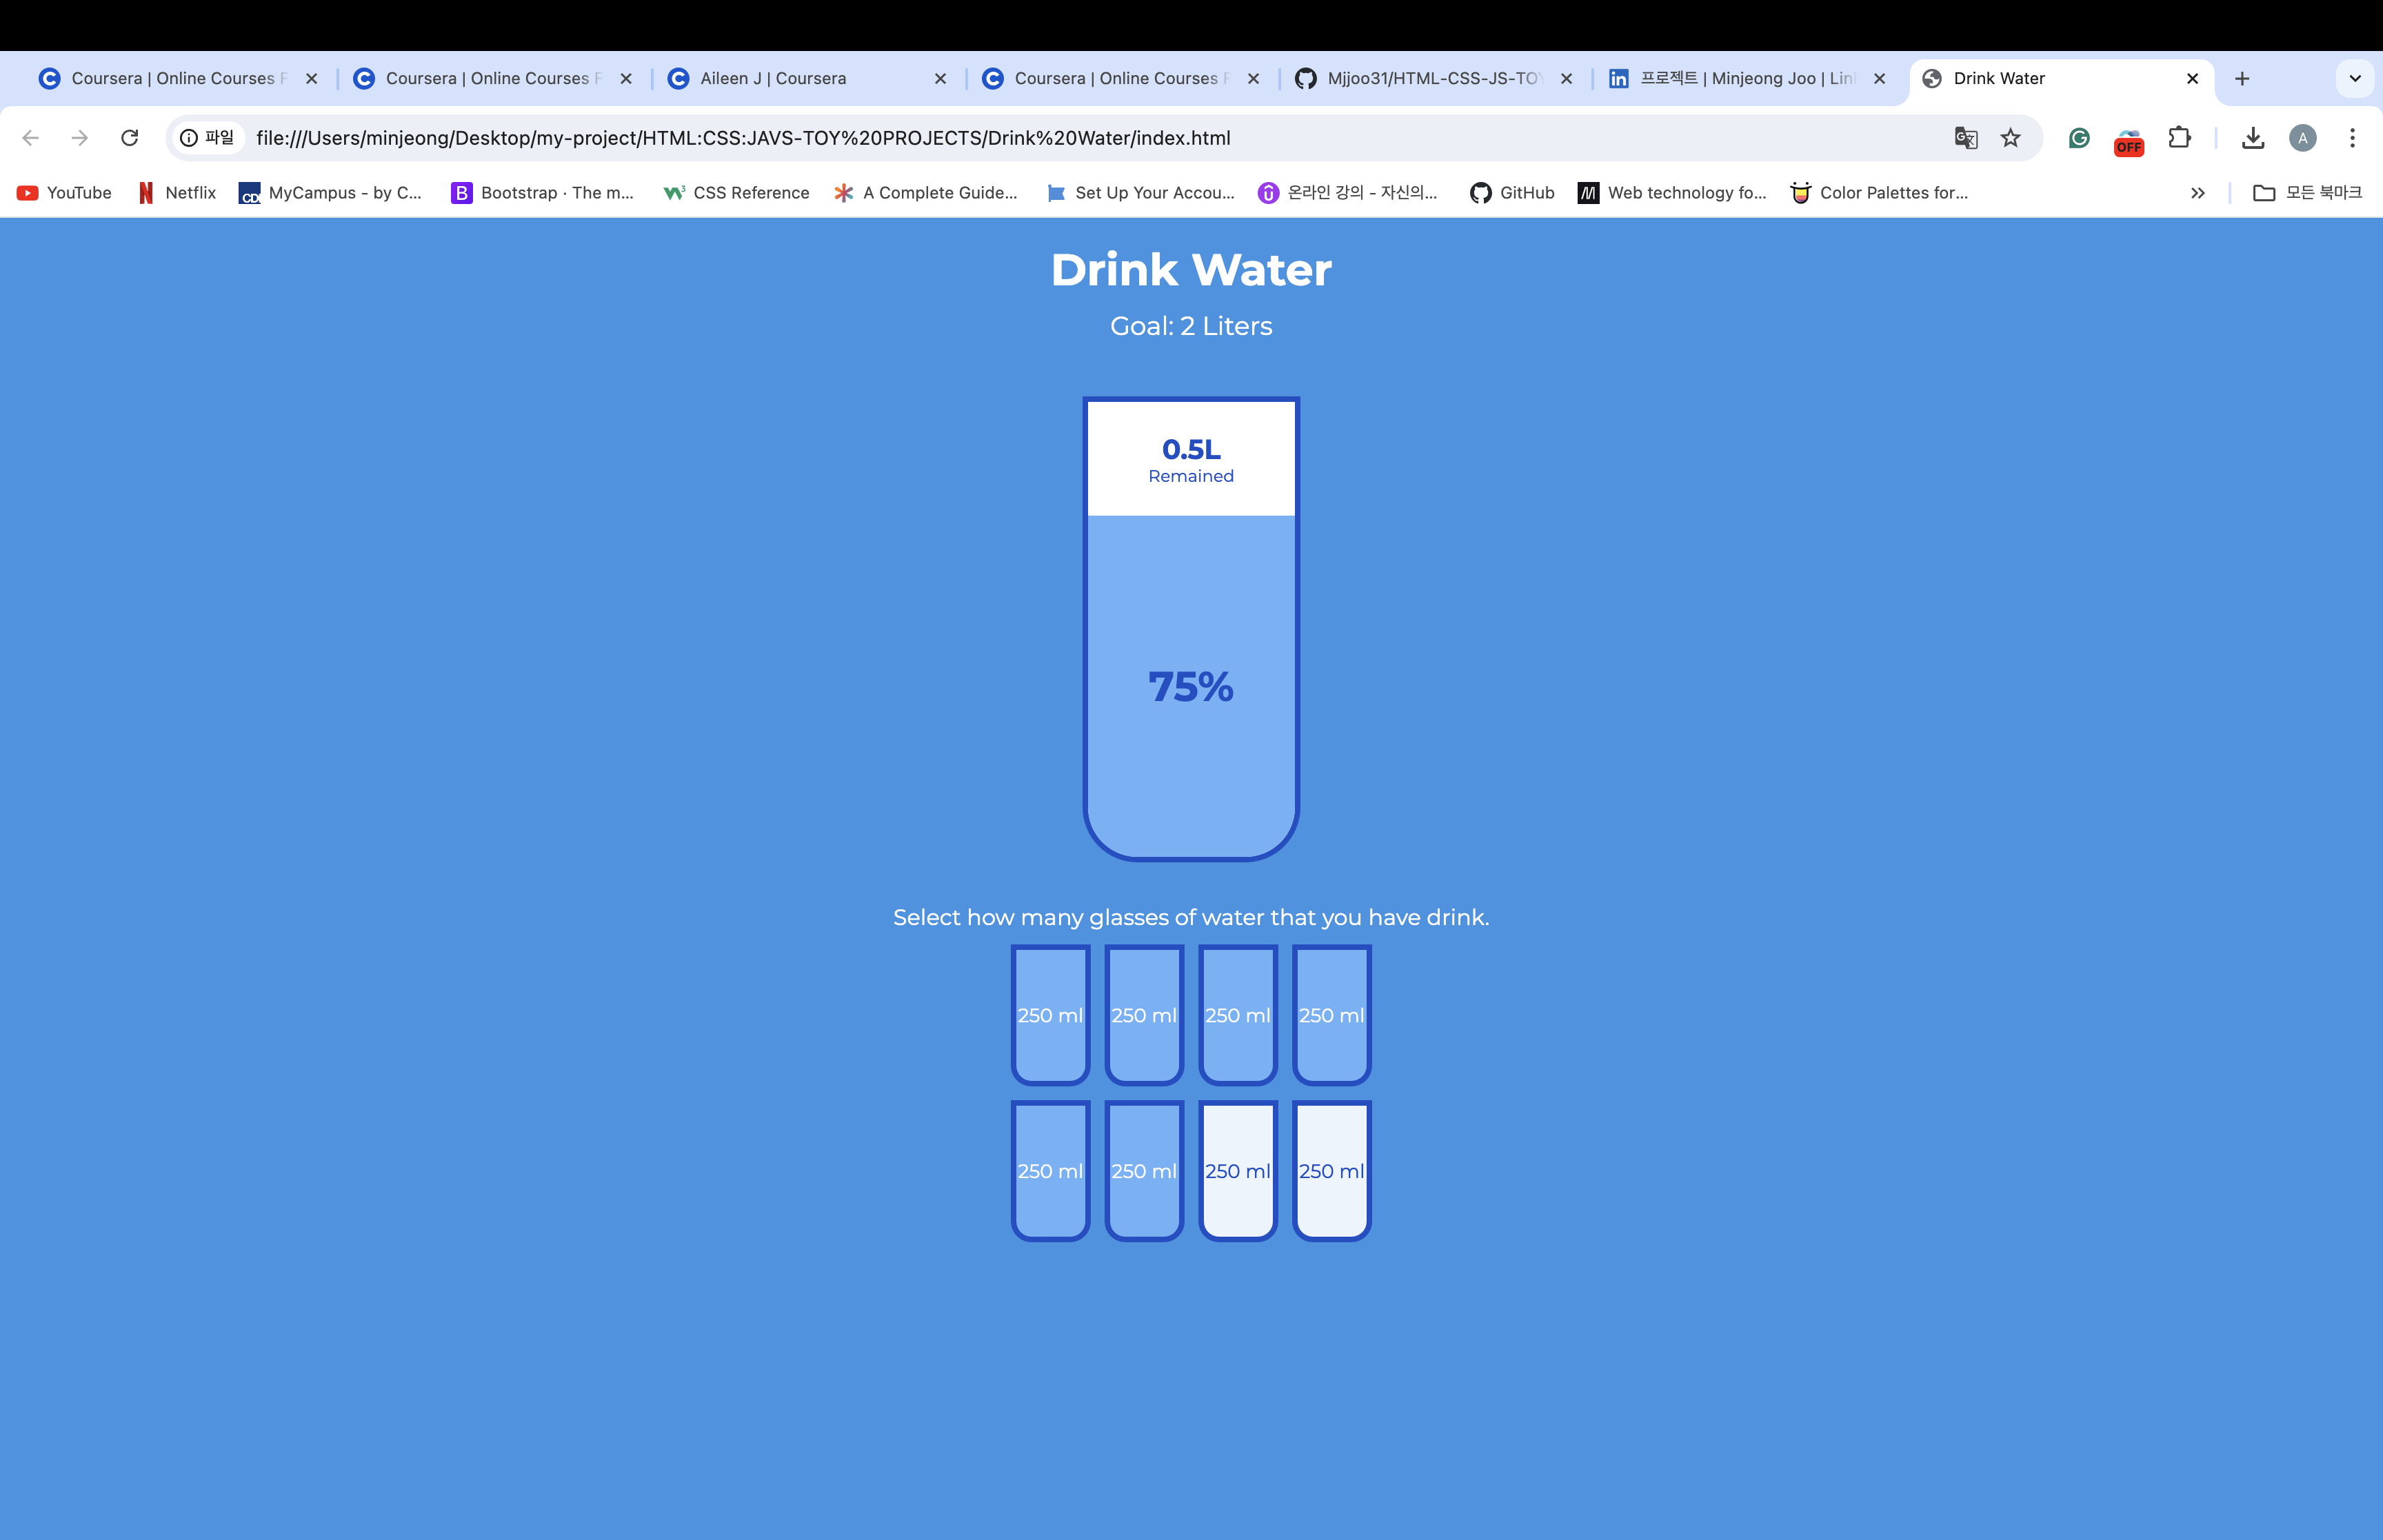 Coursera | Online Courses F
Coursera | Online Courses F
Aileen J | Coursera
Coursera | Online Courses F
Mjjoo31/HTML-CSS-JS-TOY
프로젝트 | Minjeong Joo | Lin
Drink Water
파일
file:///Users/minjeong/Desktop/my-project/HTML:CSS:JAVS-TOY%20PROJECTS/Drink%20Water/index.html
OFF
A
YouTube
Netflix
MyCampus - by C...
Bootstrap · The m...
CSS Reference
A Complete Guide...
Set Up Your Accou...
온라인 강의 - 자신의...
GitHub
Web technology fo...
Color Palettes for...
모든 북마크
Drink Water
Goal: 2 Liters
0.5L
Remained
75%
Select how many glasses of water that you have drink.
250 ml 250 ml 250 ml 250 ml
250 ml 250 ml 250 ml 250 ml